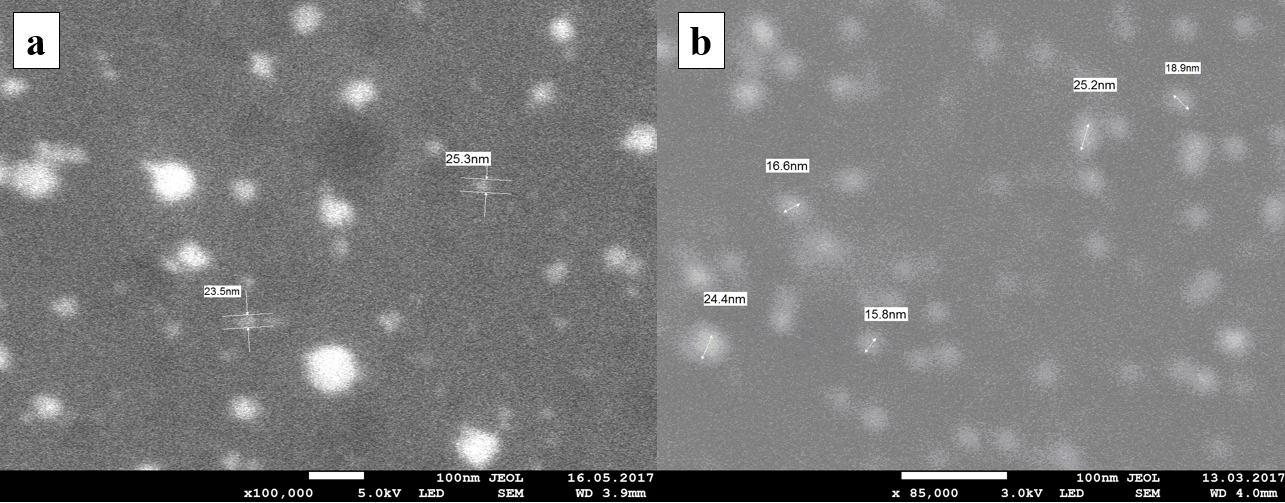 a
25.3nm
23.5nm
100nm JEOL 16.05.2017
x100,000 5.0kV LED SEM WD 3.9mm
b
18.9nm
25.2nm
16.6nm
24.4nm
15.8nm
100nm JEOL 13.03.2017
x 85,000 3.0kV LED SEM WD 4.0mm